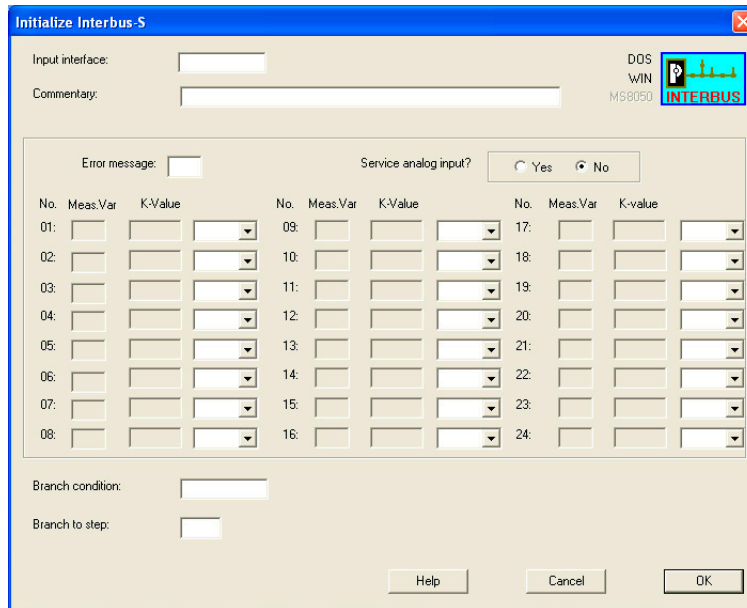 Initialize Interbus-S
Input interface:
DOS
WIN
Commentary:
MS8050
INTERBUS
Error message:
Service analog input?
Yes
No
No. Meas.Var K-Value No. Meas.Var K-Value No. Meas.Var K-value
01: 09: 17:
02: 10: 18:
03: 11: 19:
04: 12: 20:
05: 13: 21:
06: 14: 22:
07: 15: 23:
08: 16: 24:
Branch condition:
Branch to step:
Help Cancel OK